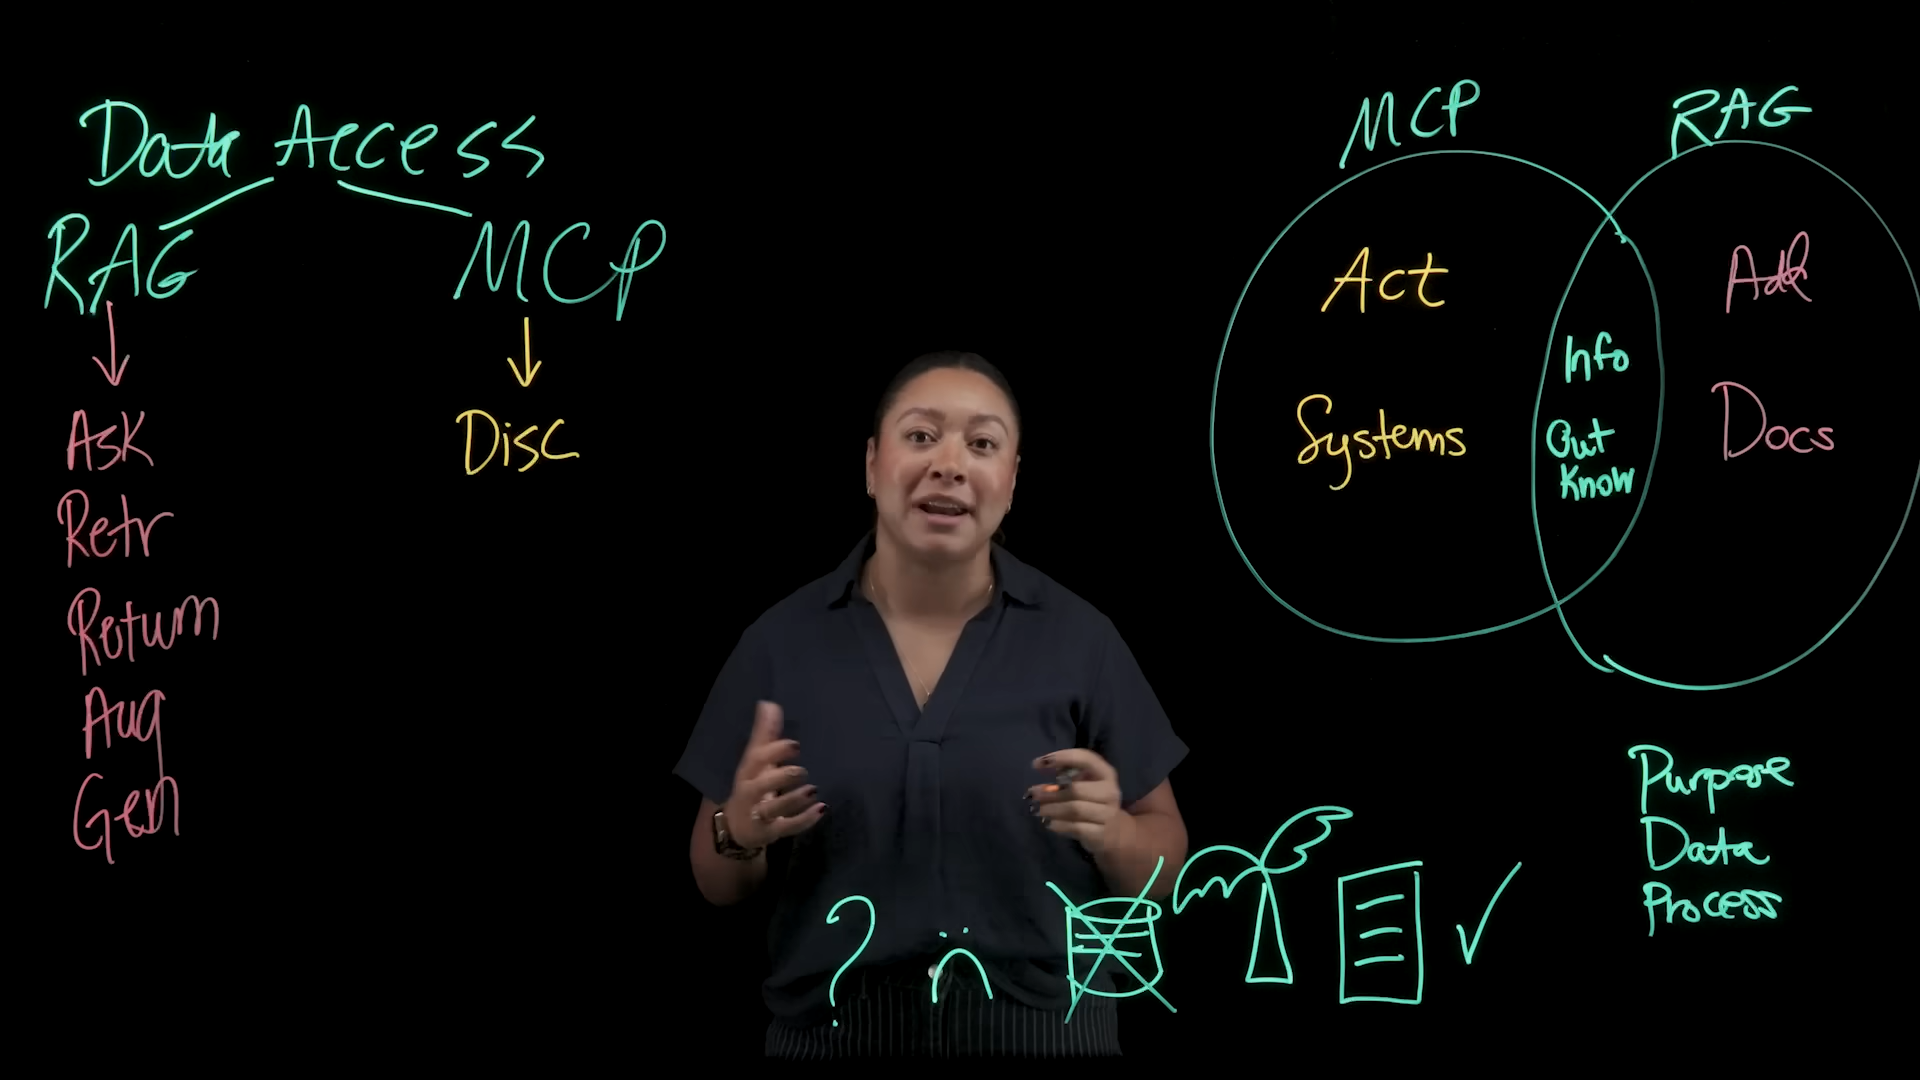 Data Access
RAG
MCP
Ask
Retr
Return
Aug
Gen
Disc
MCP
RAG
Act
Systems
Info
Out
Know
Add
Docs
Purpose
Data
Process
?